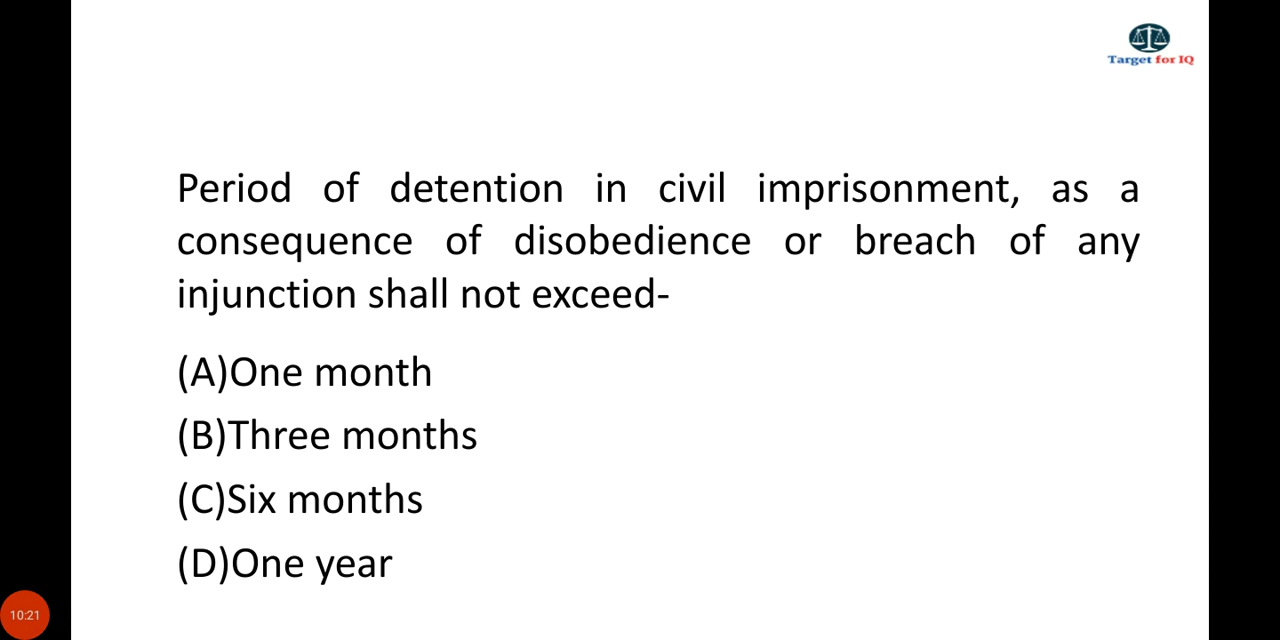 Target for IQ
Period of detention in civil imprisonment, as a
consequence of disobedience or breach of any
injunction shall not exceed-
(A)One month
(B)Three months
(C)Six months
(D)One year
10:21